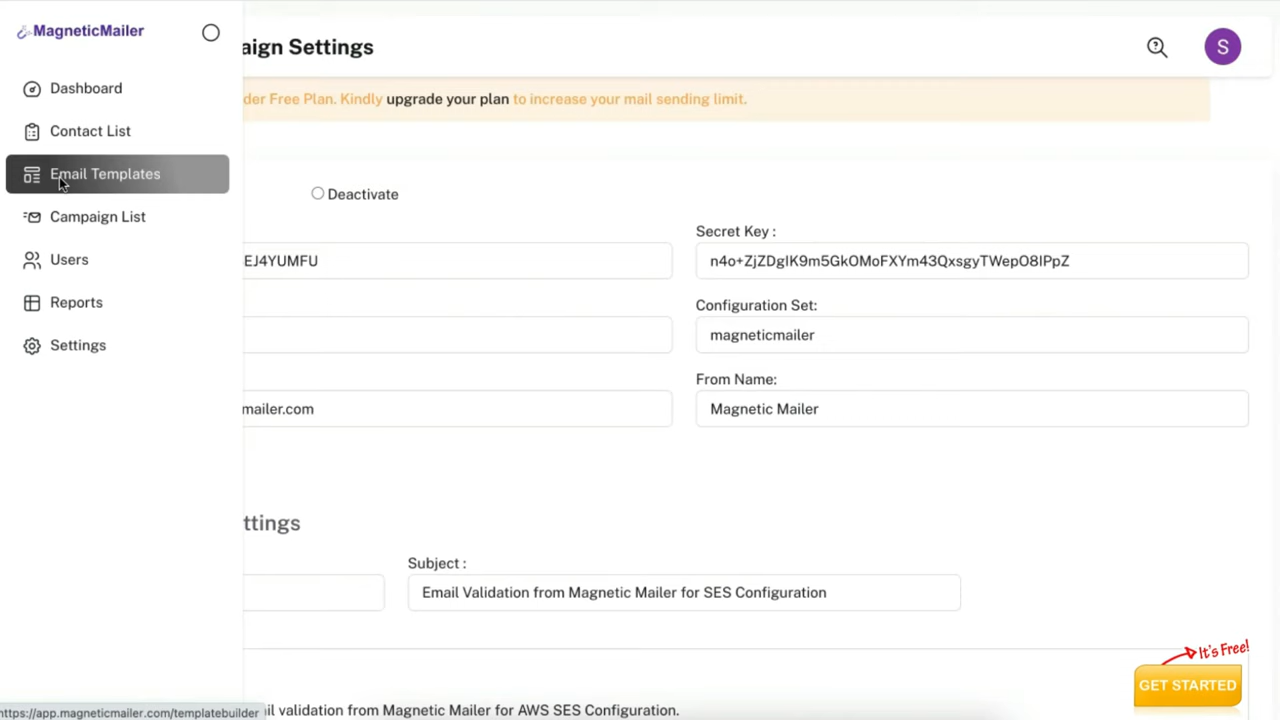 MagneticMailer
Dashboard
Contact List
Email Templates
Campaign List
Users
Reports
Settings
aign Settings
S
der Free Plan. Kindly upgrade your plan to increase your mail sending limit.
Deactivate
Secret Key :
EJ4YUMFU
n4o+ZjZDgIK9m5GkOMoFXYm43QxsgyTWepO8IPpZ
Configuration Set:
magneticmailer
From Name:
mailer.com
Magnetic Mailer
ttings
Subject :
Email Validation from Magnetic Mailer for SES Configuration
It's Free!
GET STARTED
https://app.magneticmailer.com/templatebuilder
il validation from Magnetic Mailer for AWS SES Configuration.